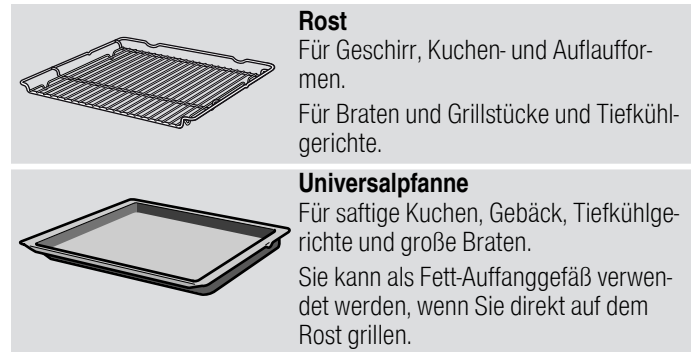 Rost
Für Geschirr, Kuchen- und Auflauffor-
men.
Für Braten und Grillstücke und Tiefkühl-
gerichte.
Universalpfanne
Für saftige Kuchen, Gebäck, Tiefkühlge-
richte und große Braten.
Sie kann als Fett-Auffanggefäß verwen-
det werden, wenn Sie direkt auf dem
Rost grillen.